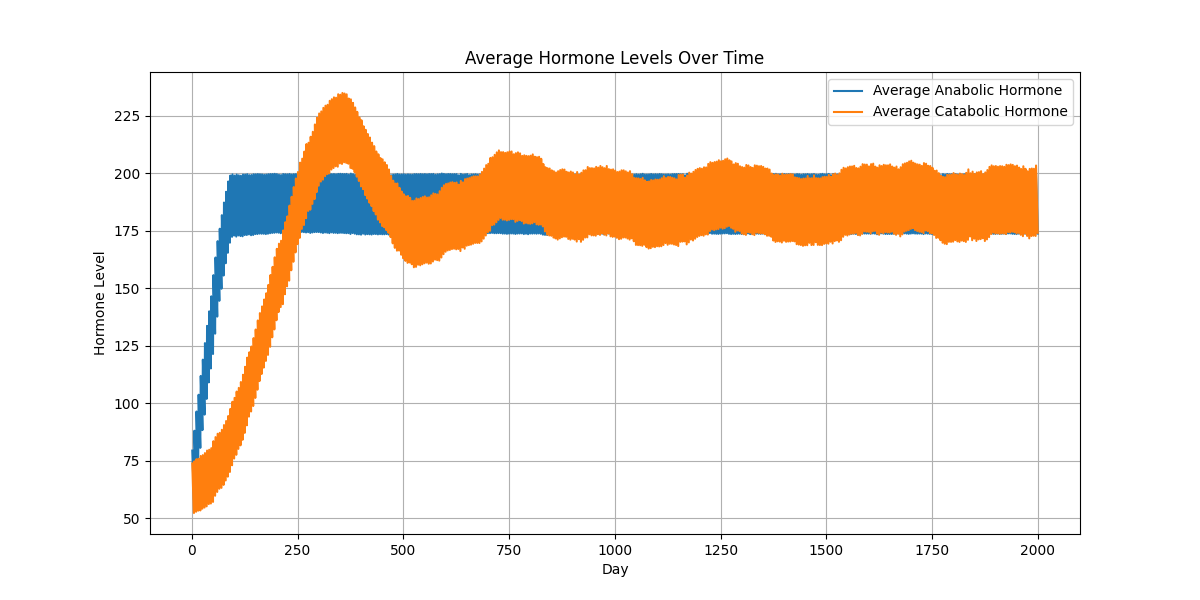 Average Hormone Levels Over Time
Average Anabolic Hormone
Average Catabolic Hormone
Hormone Level
225
200
175
150
125
100
75
50
0 250 500 750 1000 1250 1500 1750 2000
Day